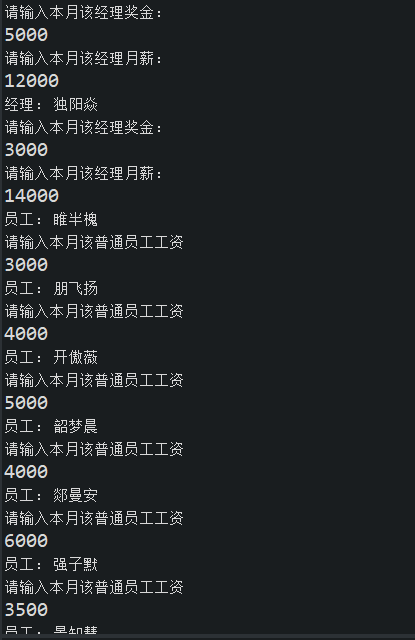 请输入本月该经理奖金:
5000
请输入本月该经理月薪:
12000
经理: 独阳焱
请输入本月该经理奖金:
3000
请输入本月该经理月薪:
14000
员工: 睢半槐
请输入本月该普通员工工资
3000
员工: 朋飞扬
请输入本月该普通员工工资
4000
员工: 开傲薇
请输入本月该普通员工工资
5000
员工: 韶梦晨
请输入本月该普通员工工资
4000
员工: 郯曼安
请输入本月该普通员工工资
6000
员工: 强子默
请输入本月该普通员工工资
3500
员工: